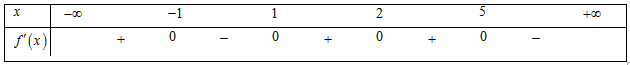 x −∞ −1 1 2 5 +∞
f′(x) + 0 − 0 + 0 + 0 −